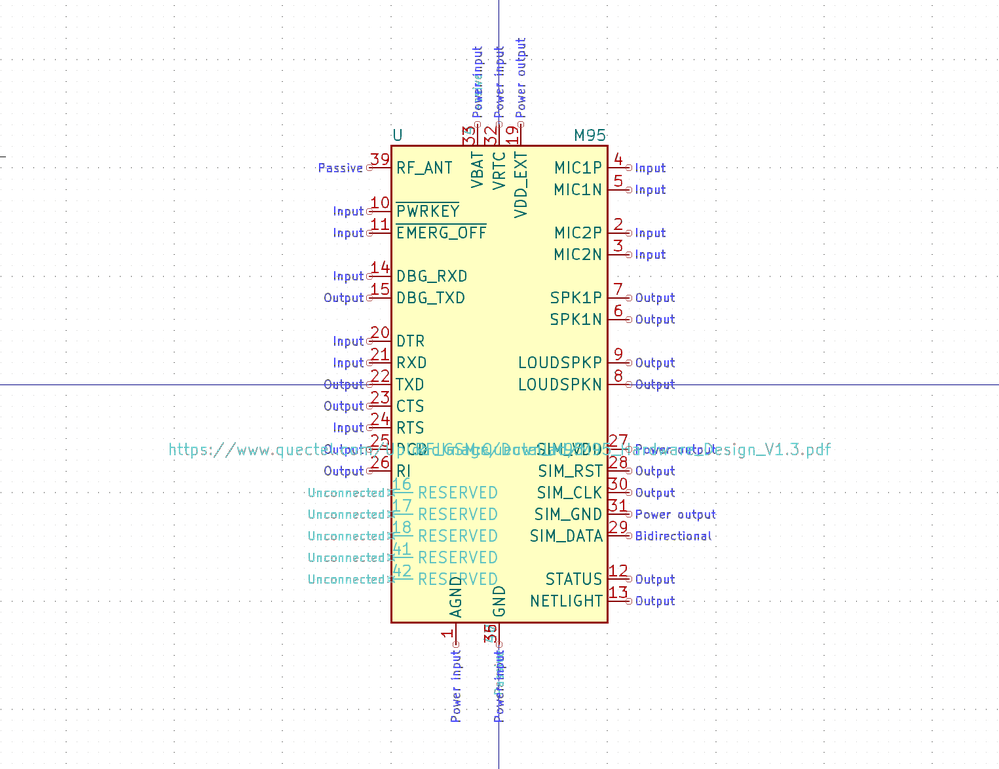 Power input
Power input
Power output
33
32
19
U
M95
VBAT
VRTC
VDD_EXT
Passive 39 RF_ANT
MIC1P 4 Input
MIC1N 5 Input
Input 10 PWRKEY
Input 11 EMERG_OFF
MIC2P 2 Input
MIC2N 3 Input
Input 14 DBG_RXD
Output 15 DBG_TXD
SPK1P 7 Output
SPK1N 6 Output
Input 20 DTR
Input 21 RXD
LOUDSPKP 9 Output
Output 22 TXD
LOUDSPKN 8 Output
Output 23 CTS
Input 24 RTS
Output 25
27 Power output
Output 26 RI
SIM_RST 28 Output
Unconnected 16 RESERVED
SIM_CLK 30 Output
Unconnected 17 RESERVED
SIM_GND 31 Power output
Unconnected 18 RESERVED
SIM_DATA 29 Bidirectional
Unconnected 41 RESERVED
Unconnected 42 RESERVED
STATUS 12 Output
NETLIGHT 13 Output
AGND
GND
1
Power input
Power input